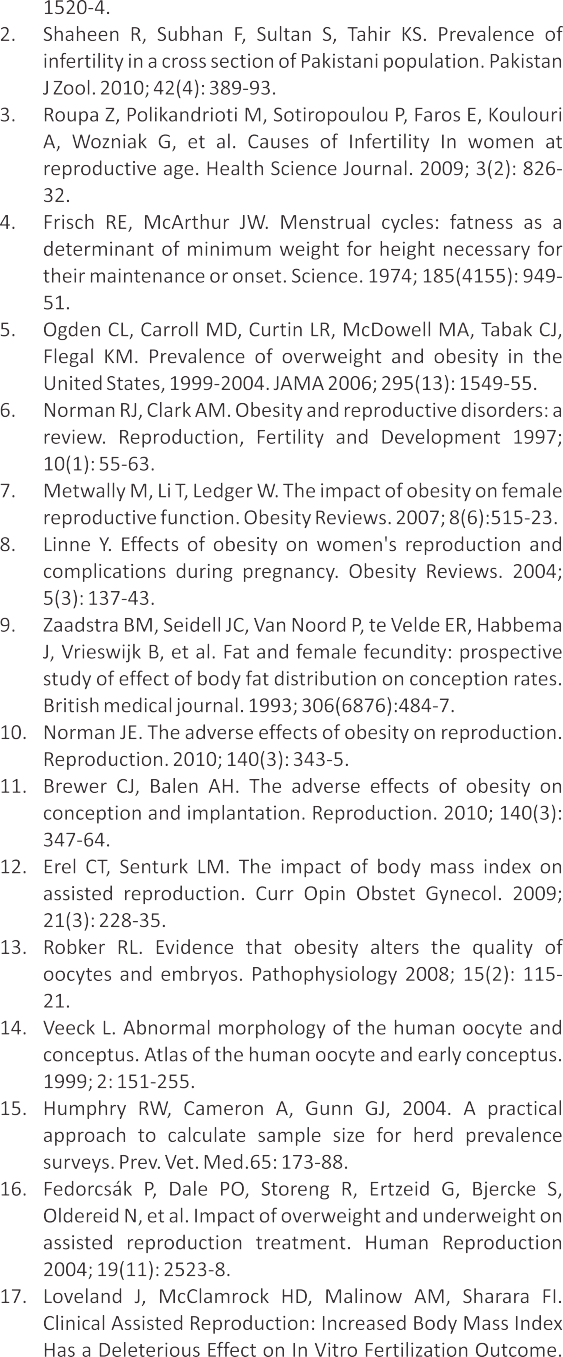 1520-4.
2. Shaheen R, Subhan F, Sultan S, Tahir KS. Prevalence of
infertility in a cross section of Pakistani population. Pakistan
J Zool. 2010; 42(4): 389-93.
3. Roupa Z, Polikandrioti M, Sotiropoulou P, Faros E, Koulouri
A, Wozniak G, et al. Causes of Infertility In women at
reproductive age. Health Science Journal. 2009; 3(2): 826-
32.
4. Frisch RE, McArthur JW. Menstrual cycles: fatness as a
determinant of minimum weight for height necessary for
their maintenance or onset. Science. 1974; 185(4155): 949-
51.
5. Ogden CL, Carroll MD, Curtin LR, McDowell MA, Tabak CJ,
Flegal KM. Prevalence of overweight and obesity in the
United States, 1999-2004. JAMA 2006; 295(13): 1549-55.
6. Norman RJ, Clark AM. Obesity and reproductive disorders: a
review. Reproduction, Fertility and Development 1997;
10(1): 55-63.
7. Metwally M, Li T, Ledger W. The impact of obesity on female
reproductive function. Obesity Reviews. 2007; 8(6):515-23.
8. Linne Y. Effects of obesity on women's reproduction and
complications during pregnancy. Obesity Reviews. 2004;
5(3): 137-43.
9. Zaadstra BM, Seidell JC, Van Noord P, te Velde ER, Habbema
J, Vrieswijk B, et al. Fat and female fecundity: prospective
study of effect of body fat distribution on conception rates.
British medical journal. 1993; 306(6876):484-7.
10. Norman JE. The adverse effects of obesity on reproduction.
Reproduction. 2010; 140(3): 343-5.
11. Brewer CJ, Balen AH. The adverse effects of obesity on
conception and implantation. Reproduction. 2010; 140(3):
347-64.
12. Erel CT, Senturk LM. The impact of body mass index on
assisted reproduction. Curr Opin Obstet Gynecol. 2009;
21(3): 228-35.
13. Robker RL. Evidence that obesity alters the quality of
oocytes and embryos. Pathophysiology 2008; 15(2): 115-
21.
14. Veeck L. Abnormal morphology of the human oocyte and
conceptus. Atlas of the human oocyte and early conceptus.
1999; 2: 151-255.
15. Humphry RW, Cameron A, Gunn GJ, 2004. A practical
approach to calculate sample size for herd prevalence
surveys. Prev. Vet. Med.65: 173-88.
16. Fedorcsák P, Dale PO, Storeng R, Ertzeid G, Bjercke S,
Oldereid N, et al. Impact of overweight and underweight on
assisted reproduction treatment. Human Reproduction
2004; 19(11): 2523-8.
17. Loveland J, McClamrock HD, Malinow AM, Sharara FI.
Clinical Assisted Reproduction: Increased Body Mass Index
Has a Deleterious Effect on In Vitro Fertilization Outcome.